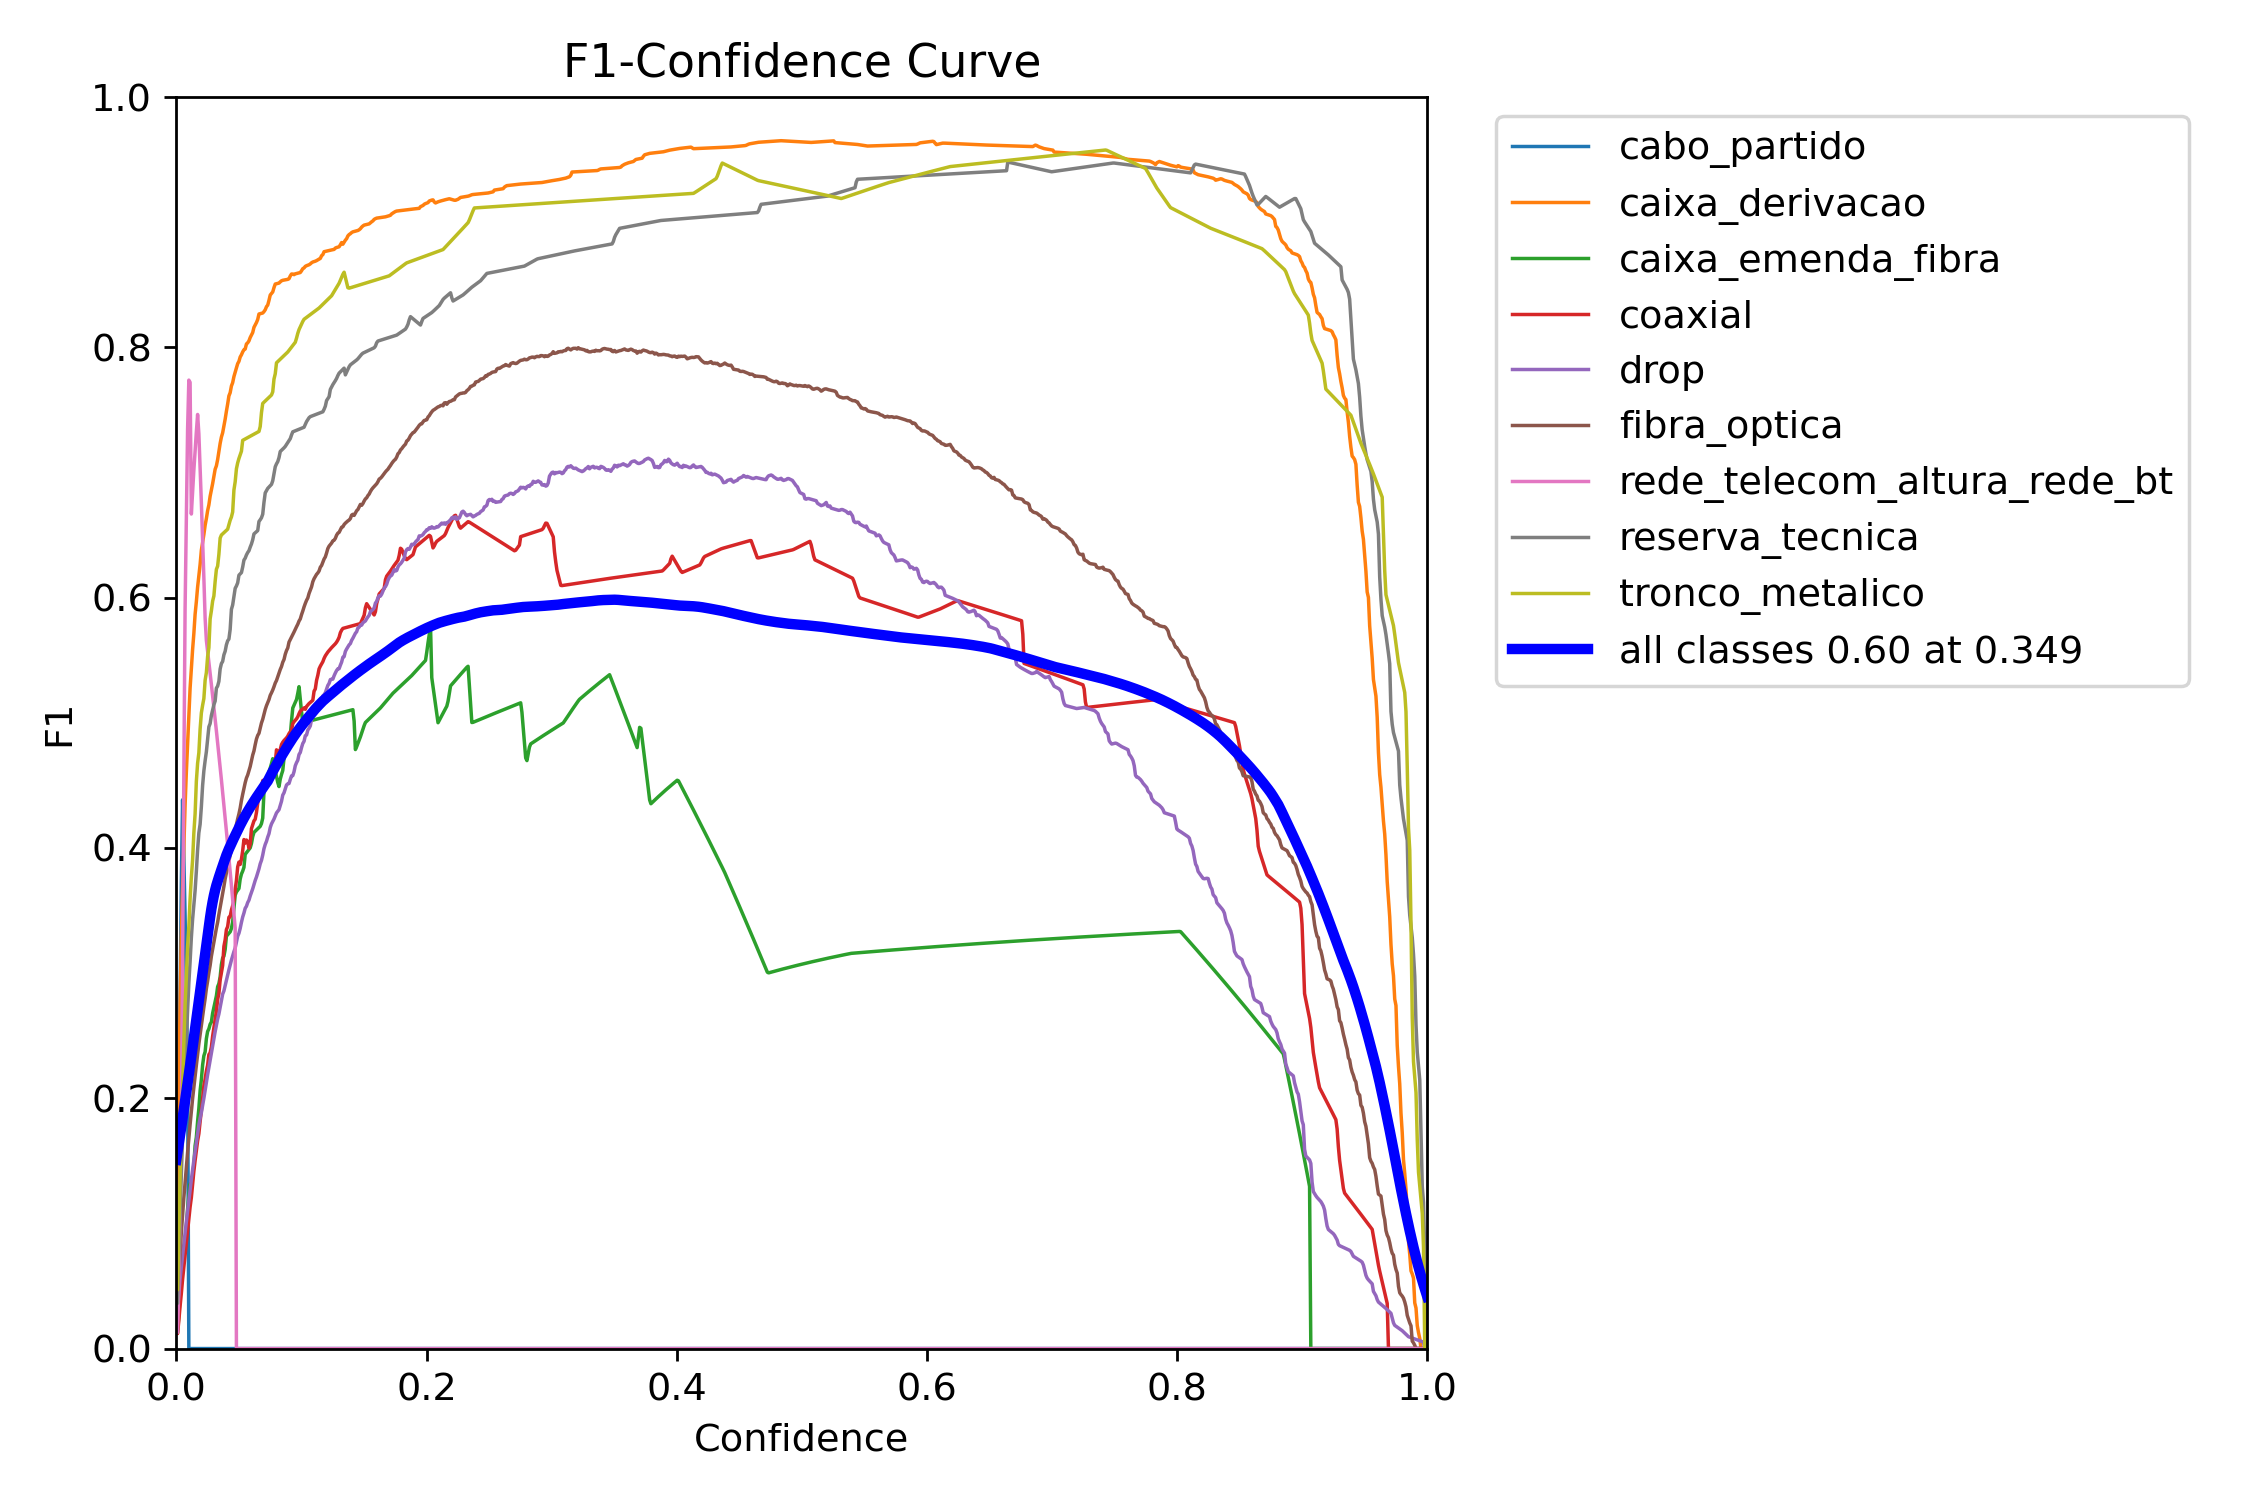 F1-Confidence Curve
1.0
0.8
0.6
0.4
0.2
0.0
F1
0.0 0.2 0.4 0.6 0.8 1.0
Confidence
cabo_partido
caixa_derivacao
caixa_emenda_fibra
coaxial
drop
fibra_optica
rede_telecom_altura_rede_bt
reserva_tecnica
tronco_metalico
all classes 0.60 at 0.349